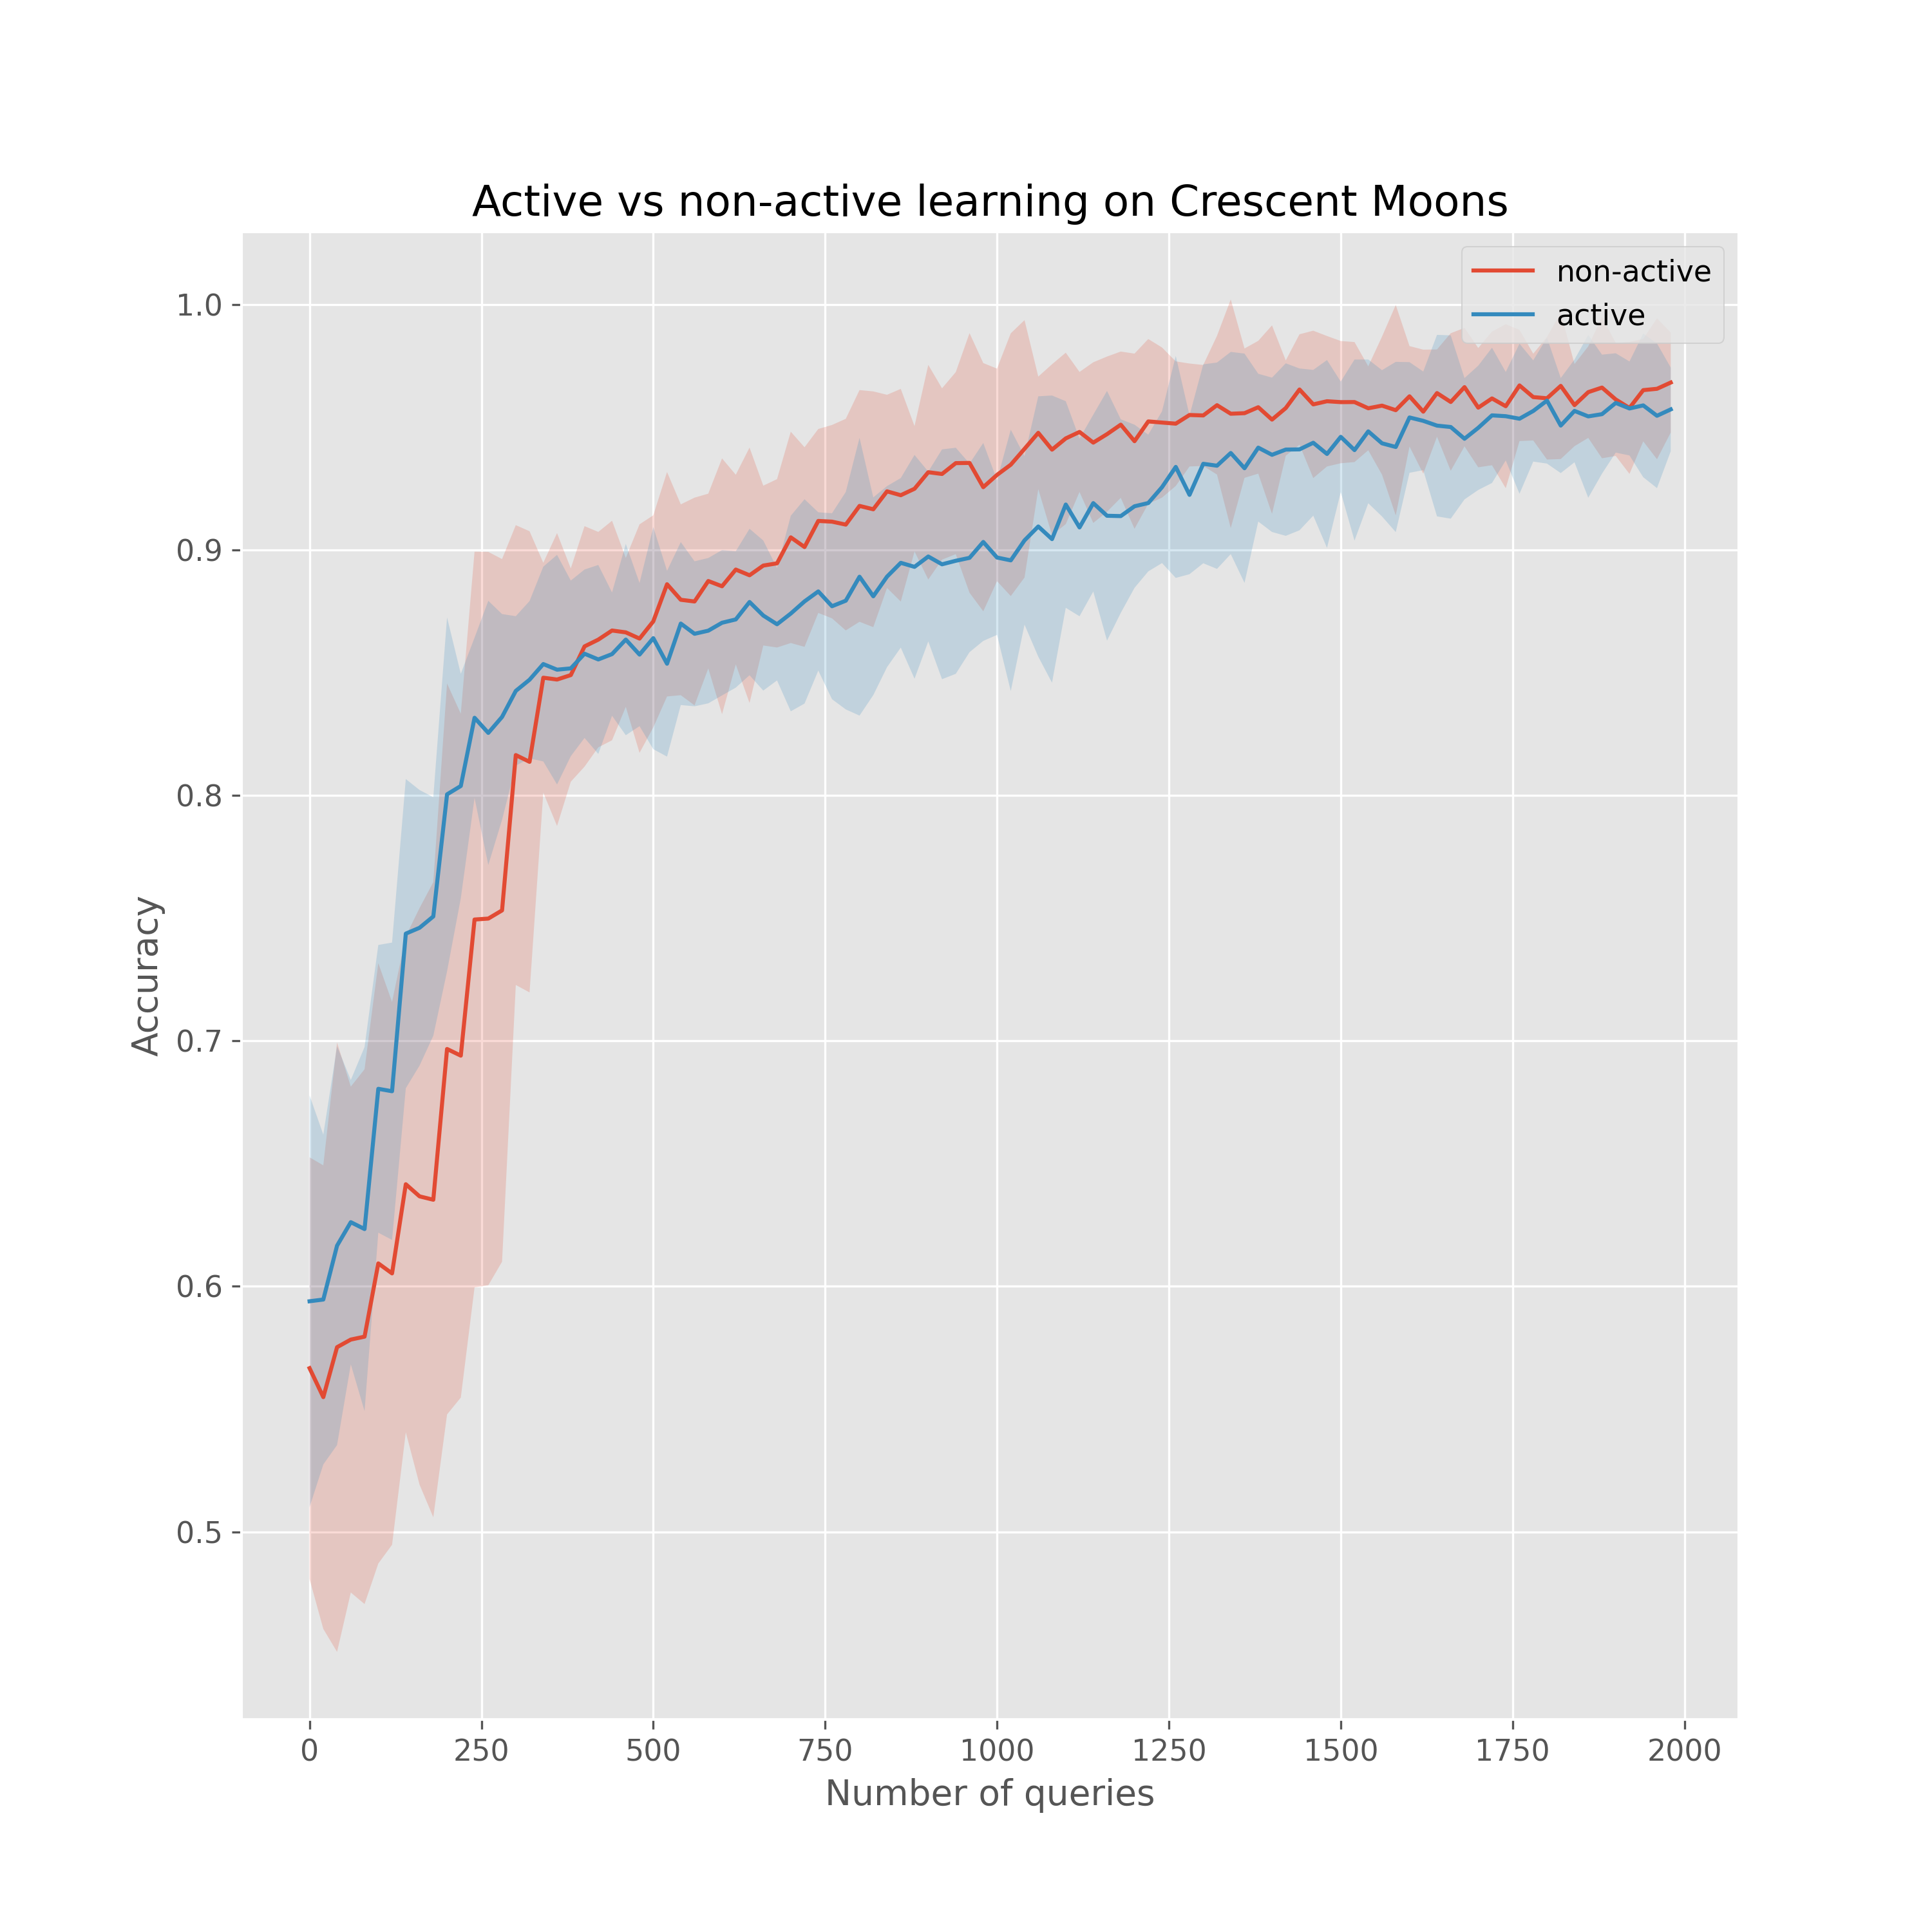 Active vs non-active learning on Crescent Moons
non-active
active
1.0
0.9
0.8
0.7
0.6
0.5
Accuracy
0 250 500 750 1000 1250 1500 1750 2000
Number of queries